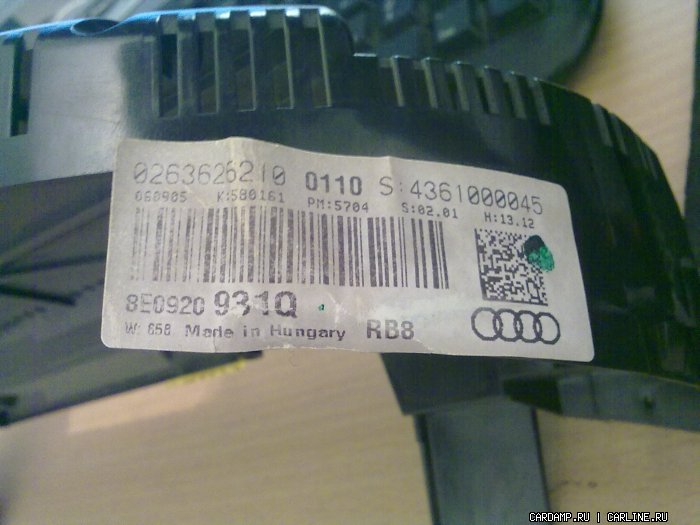 0263626210 0110 S:4361000045
060905 K:580161 PM:5704 S:02.01 H:13.12
8E0920 931Q
W: 658 Made in Hungary RB8
CARDAMP.RU | CARLINE.RU